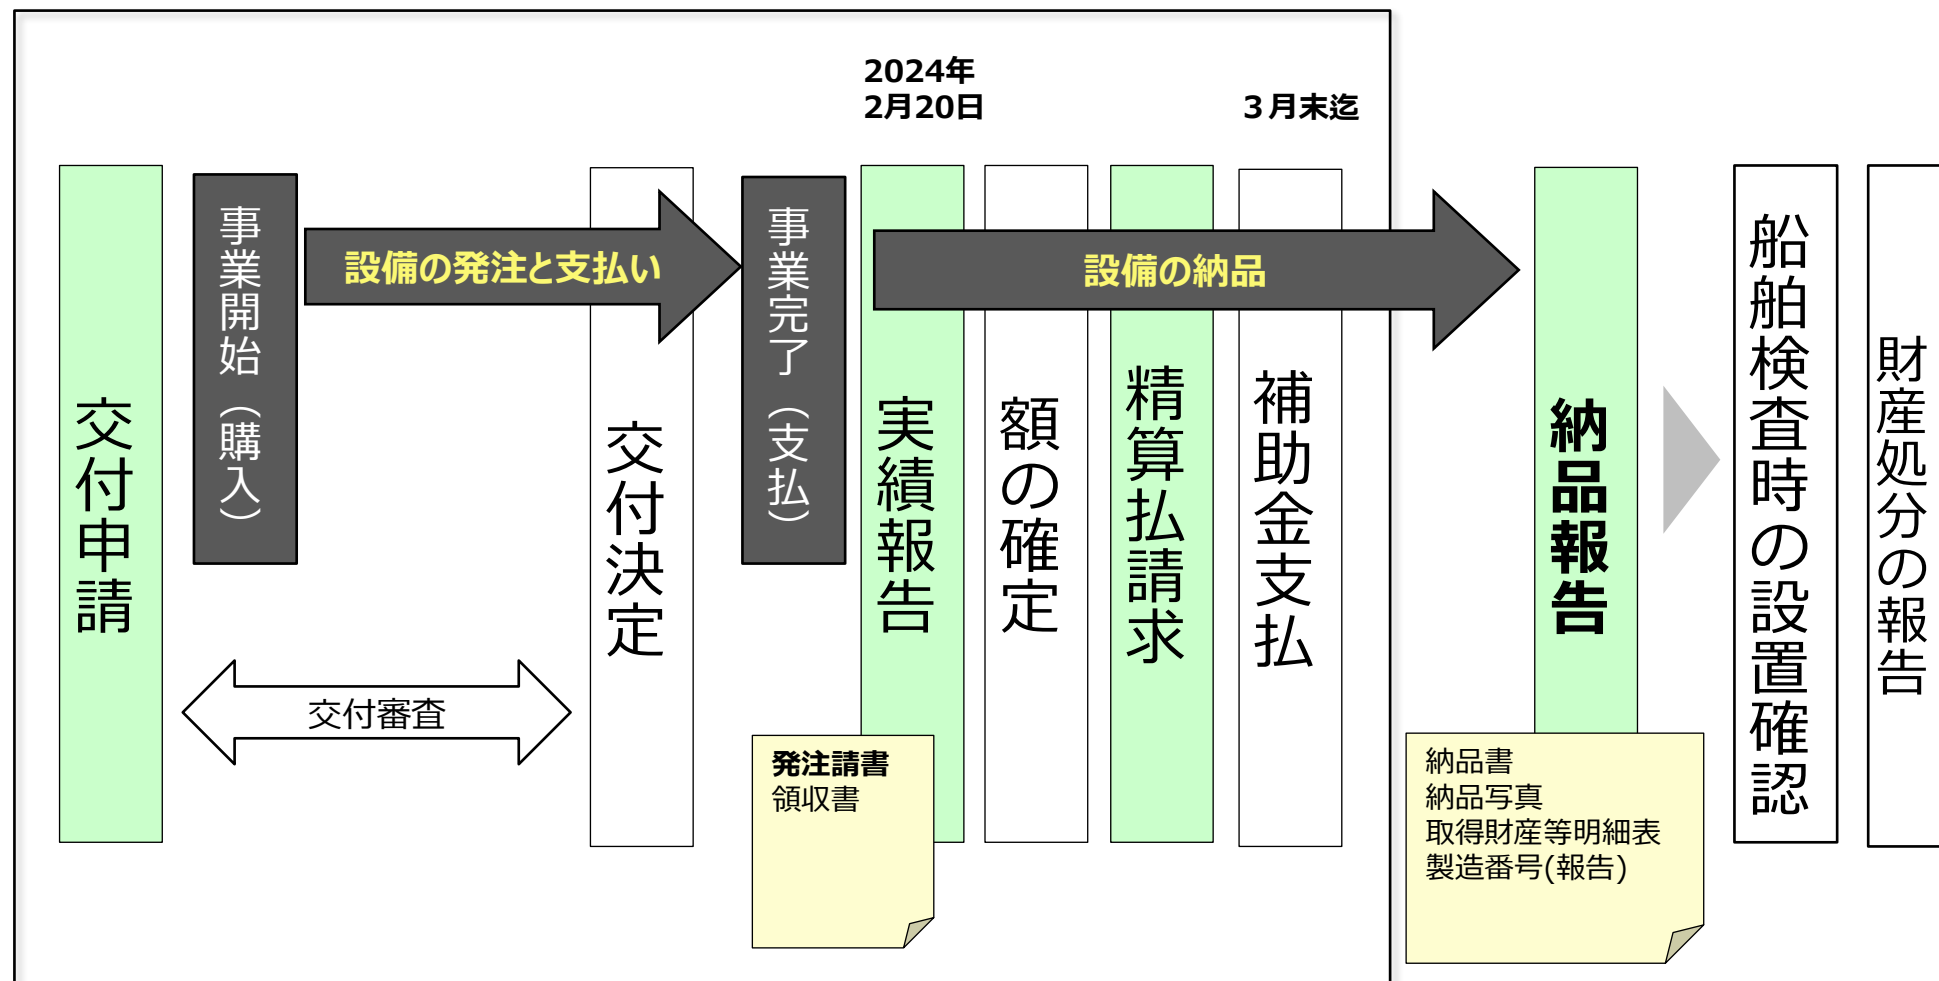 2024年
2月20日
３月末迄
交付申請
事業開始（購入）
設備の発注と支払い
交付審査
交付決定
事業完了（支払）
実績報告
発注請書
領収書
額の確定
精算払請求
補助金支払
設備の納品
納品報告
納品書
納品写真
取得財産等明細表
製造番号(報告)
船舶検査時の設置確認
財産処分の報告